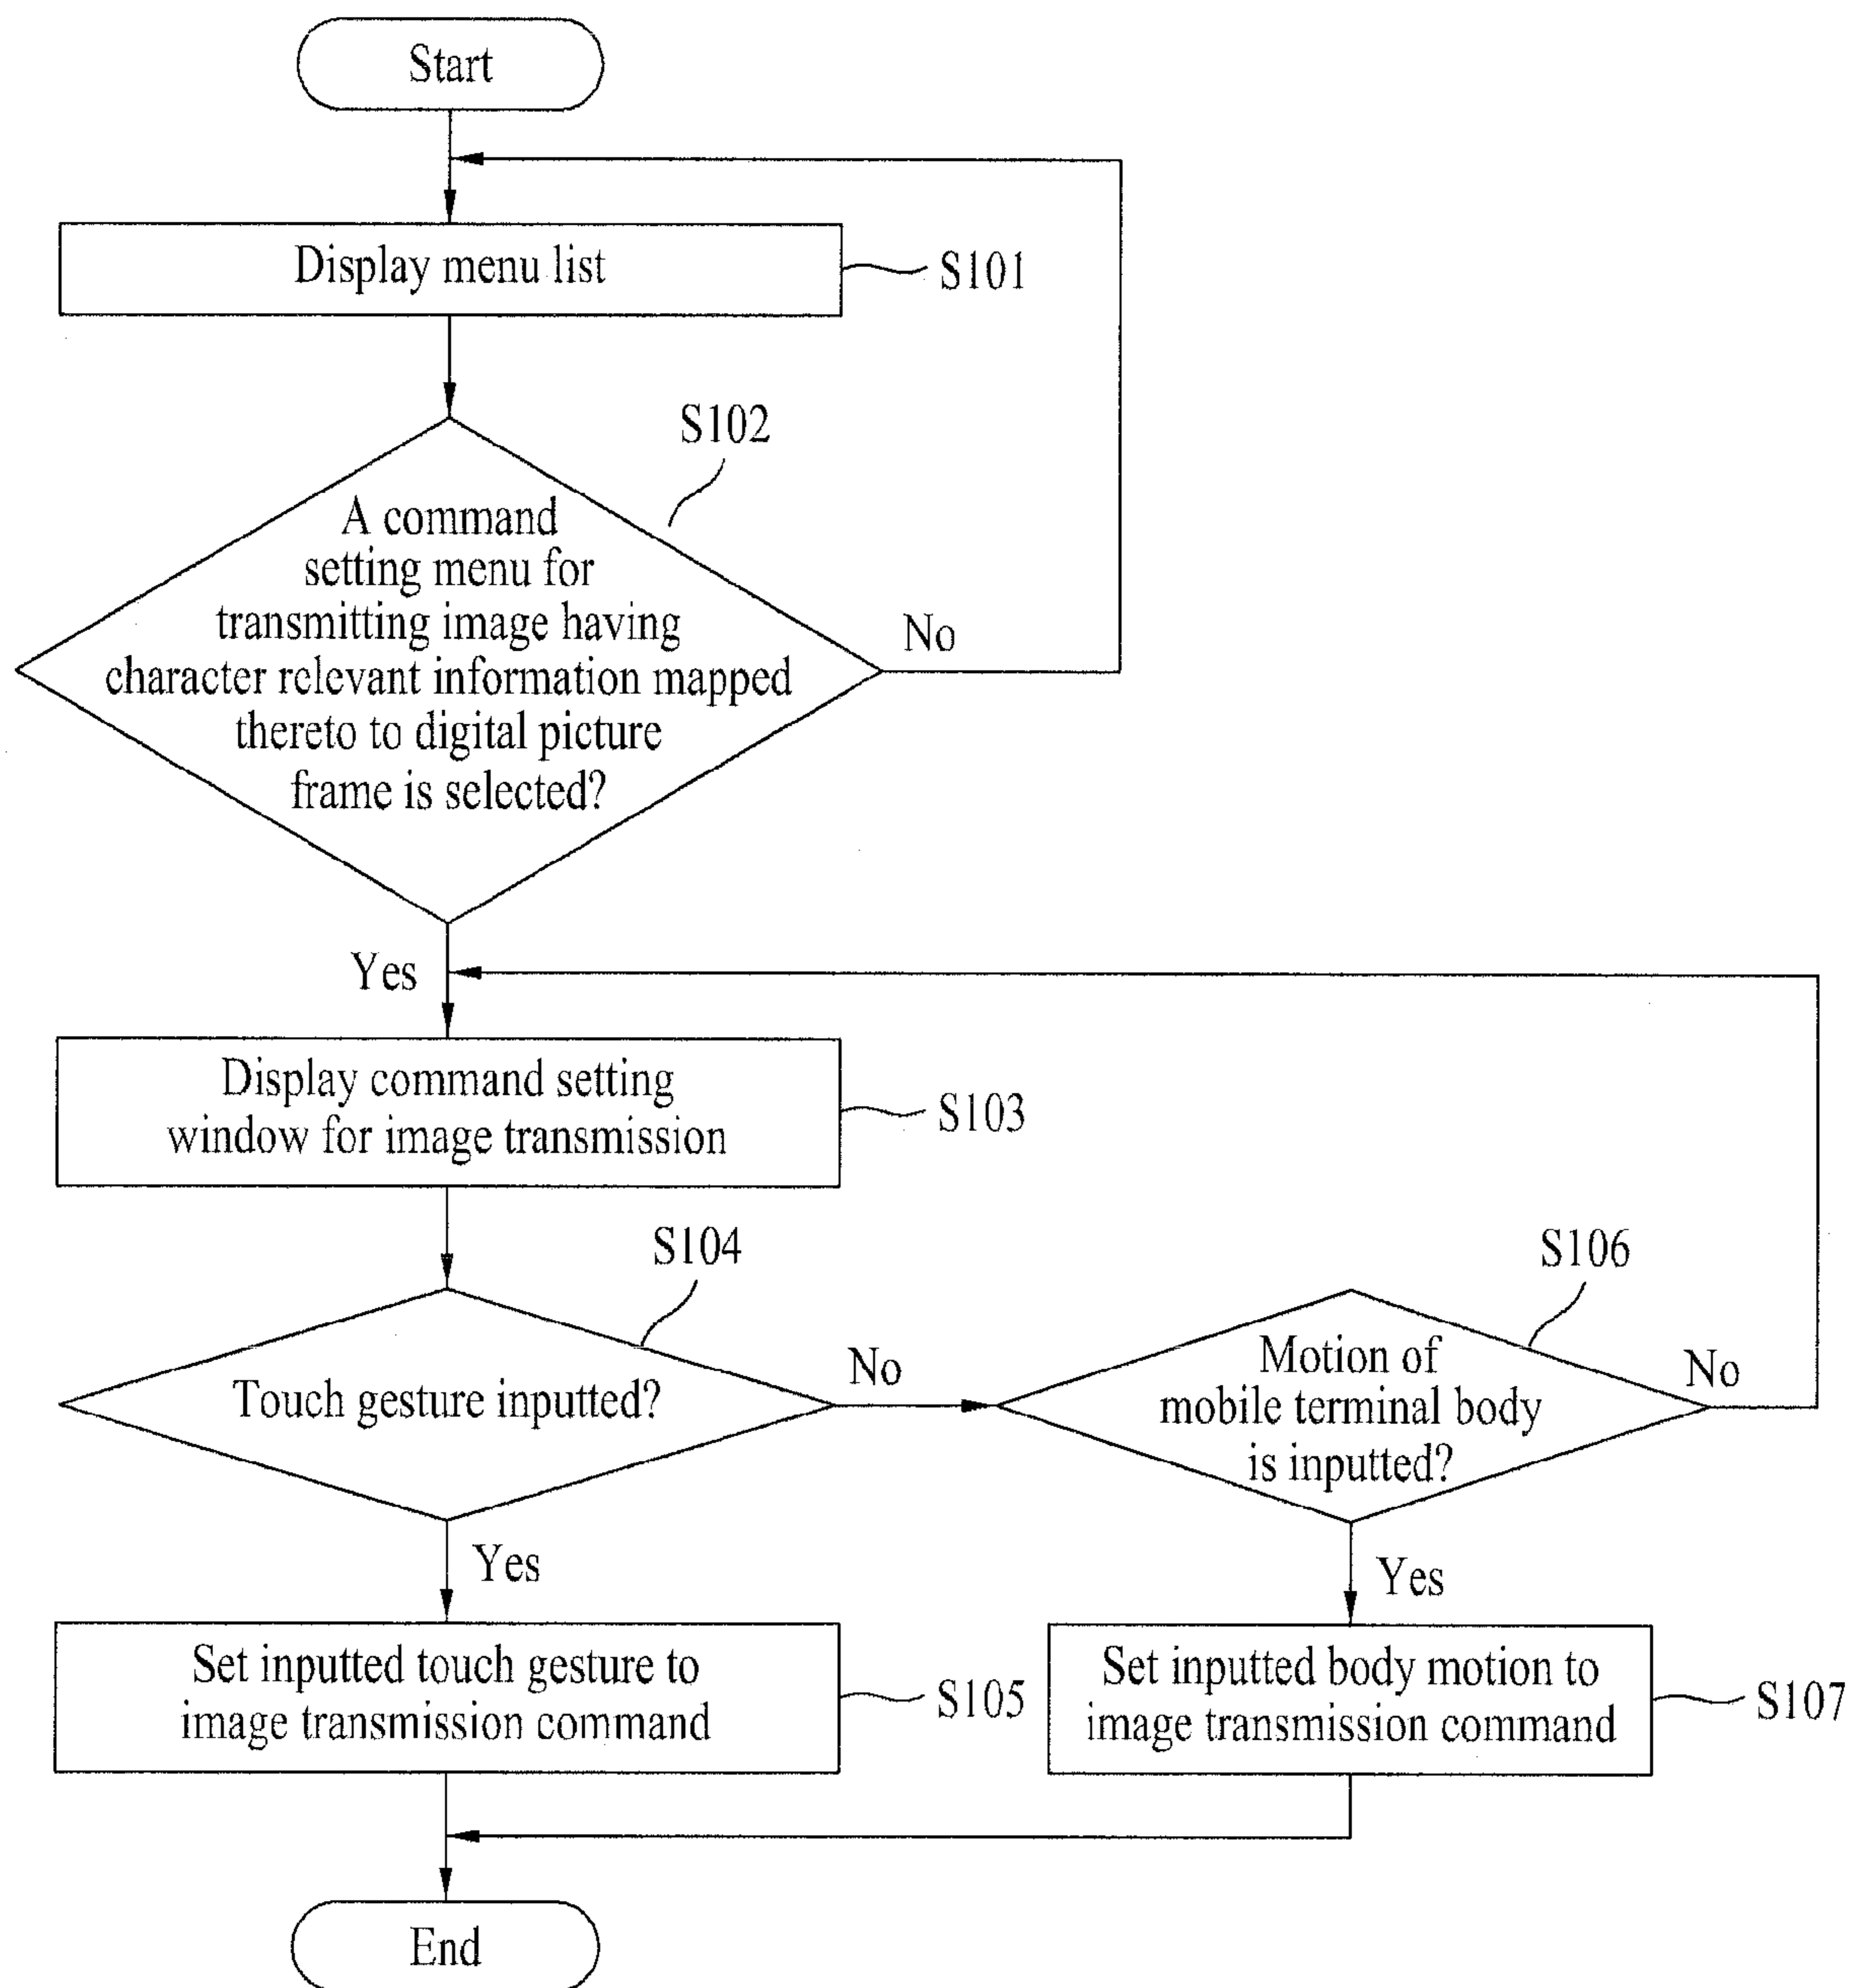 Start
Display menu list
S101
S102
A command
setting menu for
transmitting image having
character relevant information mapped
thereto to digital picture
frame is selected?
No
Yes
Display command setting
window for image transmission
S103
S104
Touch gesture inputted?
No
S106
Motion of
mobile terminal body
is inputted?
No
Yes
Yes
Set inputted touch gesture to
image transmission command
S105
Set inputted body motion to
image transmission command
S107
End